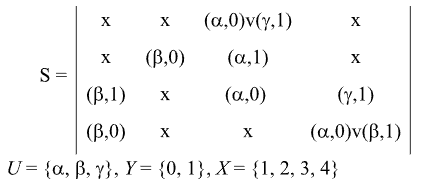 x x (α,0)v(γ,1) x
x (β,0) (α,1) x
S =
(β,1) x (α,0) (γ,1)
(β,0) x x (α,0)v(β,1)
U = {α, β, γ}, Y = {0, 1}, X = {1, 2, 3, 4}